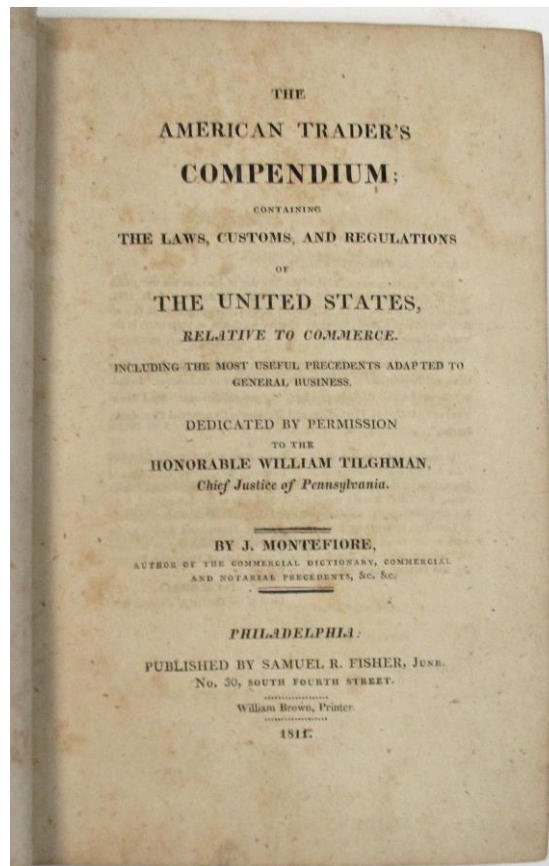 THE
AMERICAN TRADER'S
COMPENDIUM;
CONTAINING
THE LAWS, CUSTOMS, AND REGULATIONS
OF
THE UNITED STATES,
RELATIVE TO COMMERCE.
INCLUDING THE MOST USEFUL PRECEDENTS ADAPTED TO
GENERAL BUSINESS.
DEDICATED BY PERMISSION
TO THE
HONORABLE WILLIAM TILGHMAN,
Chief Justice of Pennsylvania.
BY J. MONTEFIORE,
AUTHOR OF THE COMMERCIAL DICTIONARY, COMMERCIAL
AND NOTARIAL PRECEDENTS, &c. &c.
PHILADELPHIA:
PUBLISHED BY SAMUEL R. FISHER, JUNR.
No. 30, SOUTH FOURTH STREET.
William Brown, Printer.
1811.